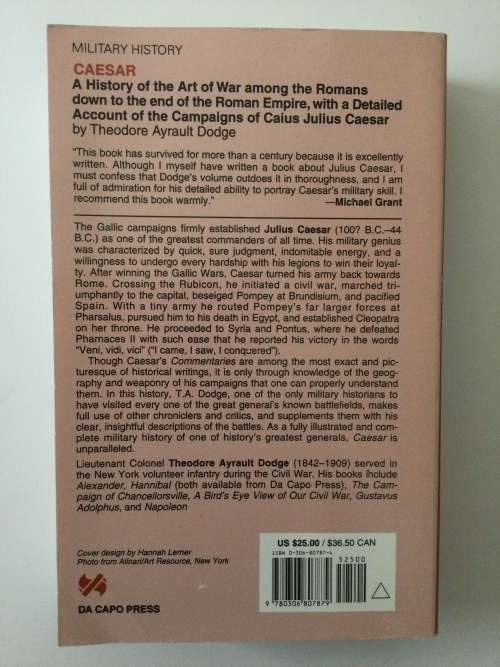 MILITARY HISTORY
CAESAR
A History of the Art of War among the Romans
down to the end of the Roman Empire, with a Detailed
Account of the Campaigns of Caius Julius Caesar
by Theodore Ayrault Dodge
"This book has survived for more than a century because it is excellently
written. Although I myself have written a book about Julius Caesar, I
must confess that Dodge's volume outdoes it in thoroughness, and I am
full of admiration for his detailed ability to portray Caesar's military skill. I
recommend this book warmly." —Michael Grant
The Gallic campaigns firmly established Julius Caesar (100? B.C.–44
B.C.) as one of the greatest commanders of all time. His military genius
was characterized by quick, sure judgment, indomitable energy, and a
willingness to undergo every hardship with his legions to win their loyal-
ty. After winning the Gallic Wars, Caesar turned his army back towards
Rome. Crossing the Rubicon, he initiated a civil war, marched tri-
umphantly to the capital, beseiged Pompey at Brundisium, and pacified
Spain. With a tiny army he routed Pompey's far larger forces at
Pharsalus, pursued him to his death in Egypt, and established Cleopatra
on her throne. He proceeded to Syria and Pontus, where he defeated
Pharnaces II with such ease that he reported his victory in the words
"Veni, vidi, vici" ("I came, I saw, I conquered").
Though Caesar's Commentaries are among the most exact and pic-
turesque of historical writings, it is only through knowledge of the geog-
raphy and weaponry of his campaigns that one can properly understand
them. In this history, T.A. Dodge, one of the only military historians to
have visited every one of the great general's known battlefields, makes
full use of other chroniclers and critics, and supplements them with his
clear, insightful descriptions of the battles. As a fully illustrated and com-
plete military history of one of history's greatest generals, Caesar is
unparalleled.
Lieutenant Colonel Theodore Ayrault Dodge (1842–1909) served in
the New York volunteer infantry during the Civil War. His books include
Alexander, Hannibal (both available from Da Capo Press), The Cam-
paign of Chancellorsville, A Bird's Eye View of Our Civil War, Gustavus
Adolphus, and Napoleon
US $25.00 / $36.50 CAN
ISBN 0-306-80787-6
52500
9 780306 807879
Cover design by Hannah Lerner
Photo from Alinari/Art Resource, New York
DA CAPO PRESS